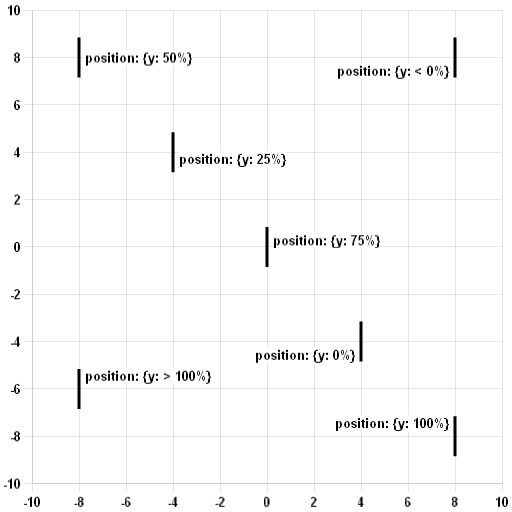 10
position: {y: 50%}
8
position: {y: < 0%}
6
4
position: {y: 25%}
2
position: {y: 75%}
0
-2
-4
position: {y: 0%}
position: {y: > 100%}
-6
position: {y: 100%}
-8
-10
-10 -8 -6 -4 -2 0 2 4 6 8 10